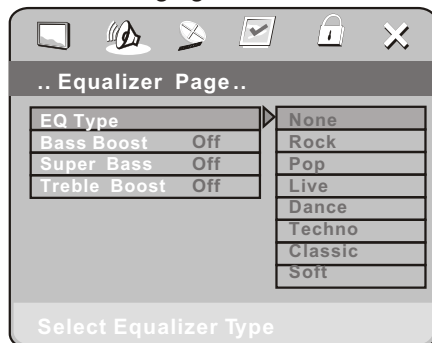 .. Equalizer Page..
EQ Type
Bass Boost Off
Super Bass Off
Treble Boost Off
None
Rock
Pop
Live
Dance
Techno
Classic
Soft
Select Equalizer Type